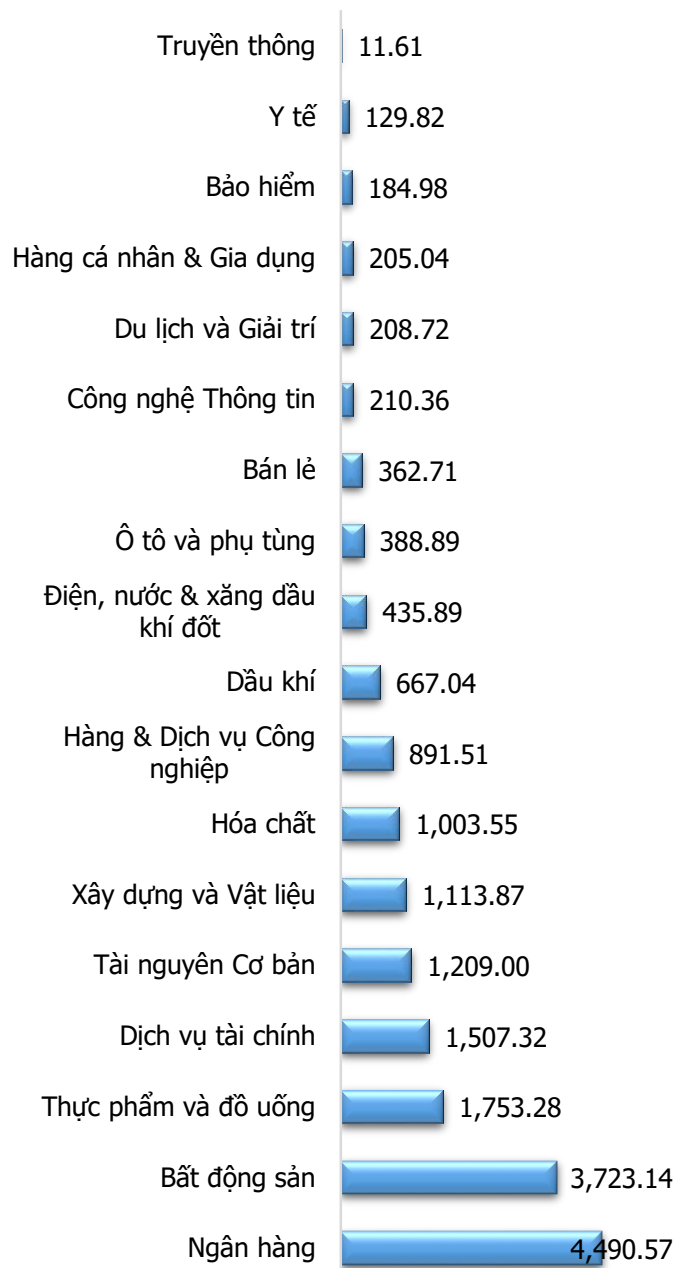 Truyền thông 11.61
Y tế 129.82
Bảo hiểm 184.98
Hàng cá nhân & Gia dụng 205.04
Du lịch và Giải trí 208.72
Công nghệ Thông tin 210.36
Bán lẻ 362.71
Ô tô và phụ tùng 388.89
Điện, nước & xăng dầu
khí đốt 435.89
Dầu khí 667.04
Hàng & Dịch vụ Công
nghiệp 891.51
Hóa chất 1,003.55
Xây dựng và Vật liệu 1,113.87
Tài nguyên Cơ bản 1,209.00
Dịch vụ tài chính 1,507.32
Thực phẩm và đồ uống 1,753.28
Bất động sản 3,723.14
Ngân hàng 4,490.57